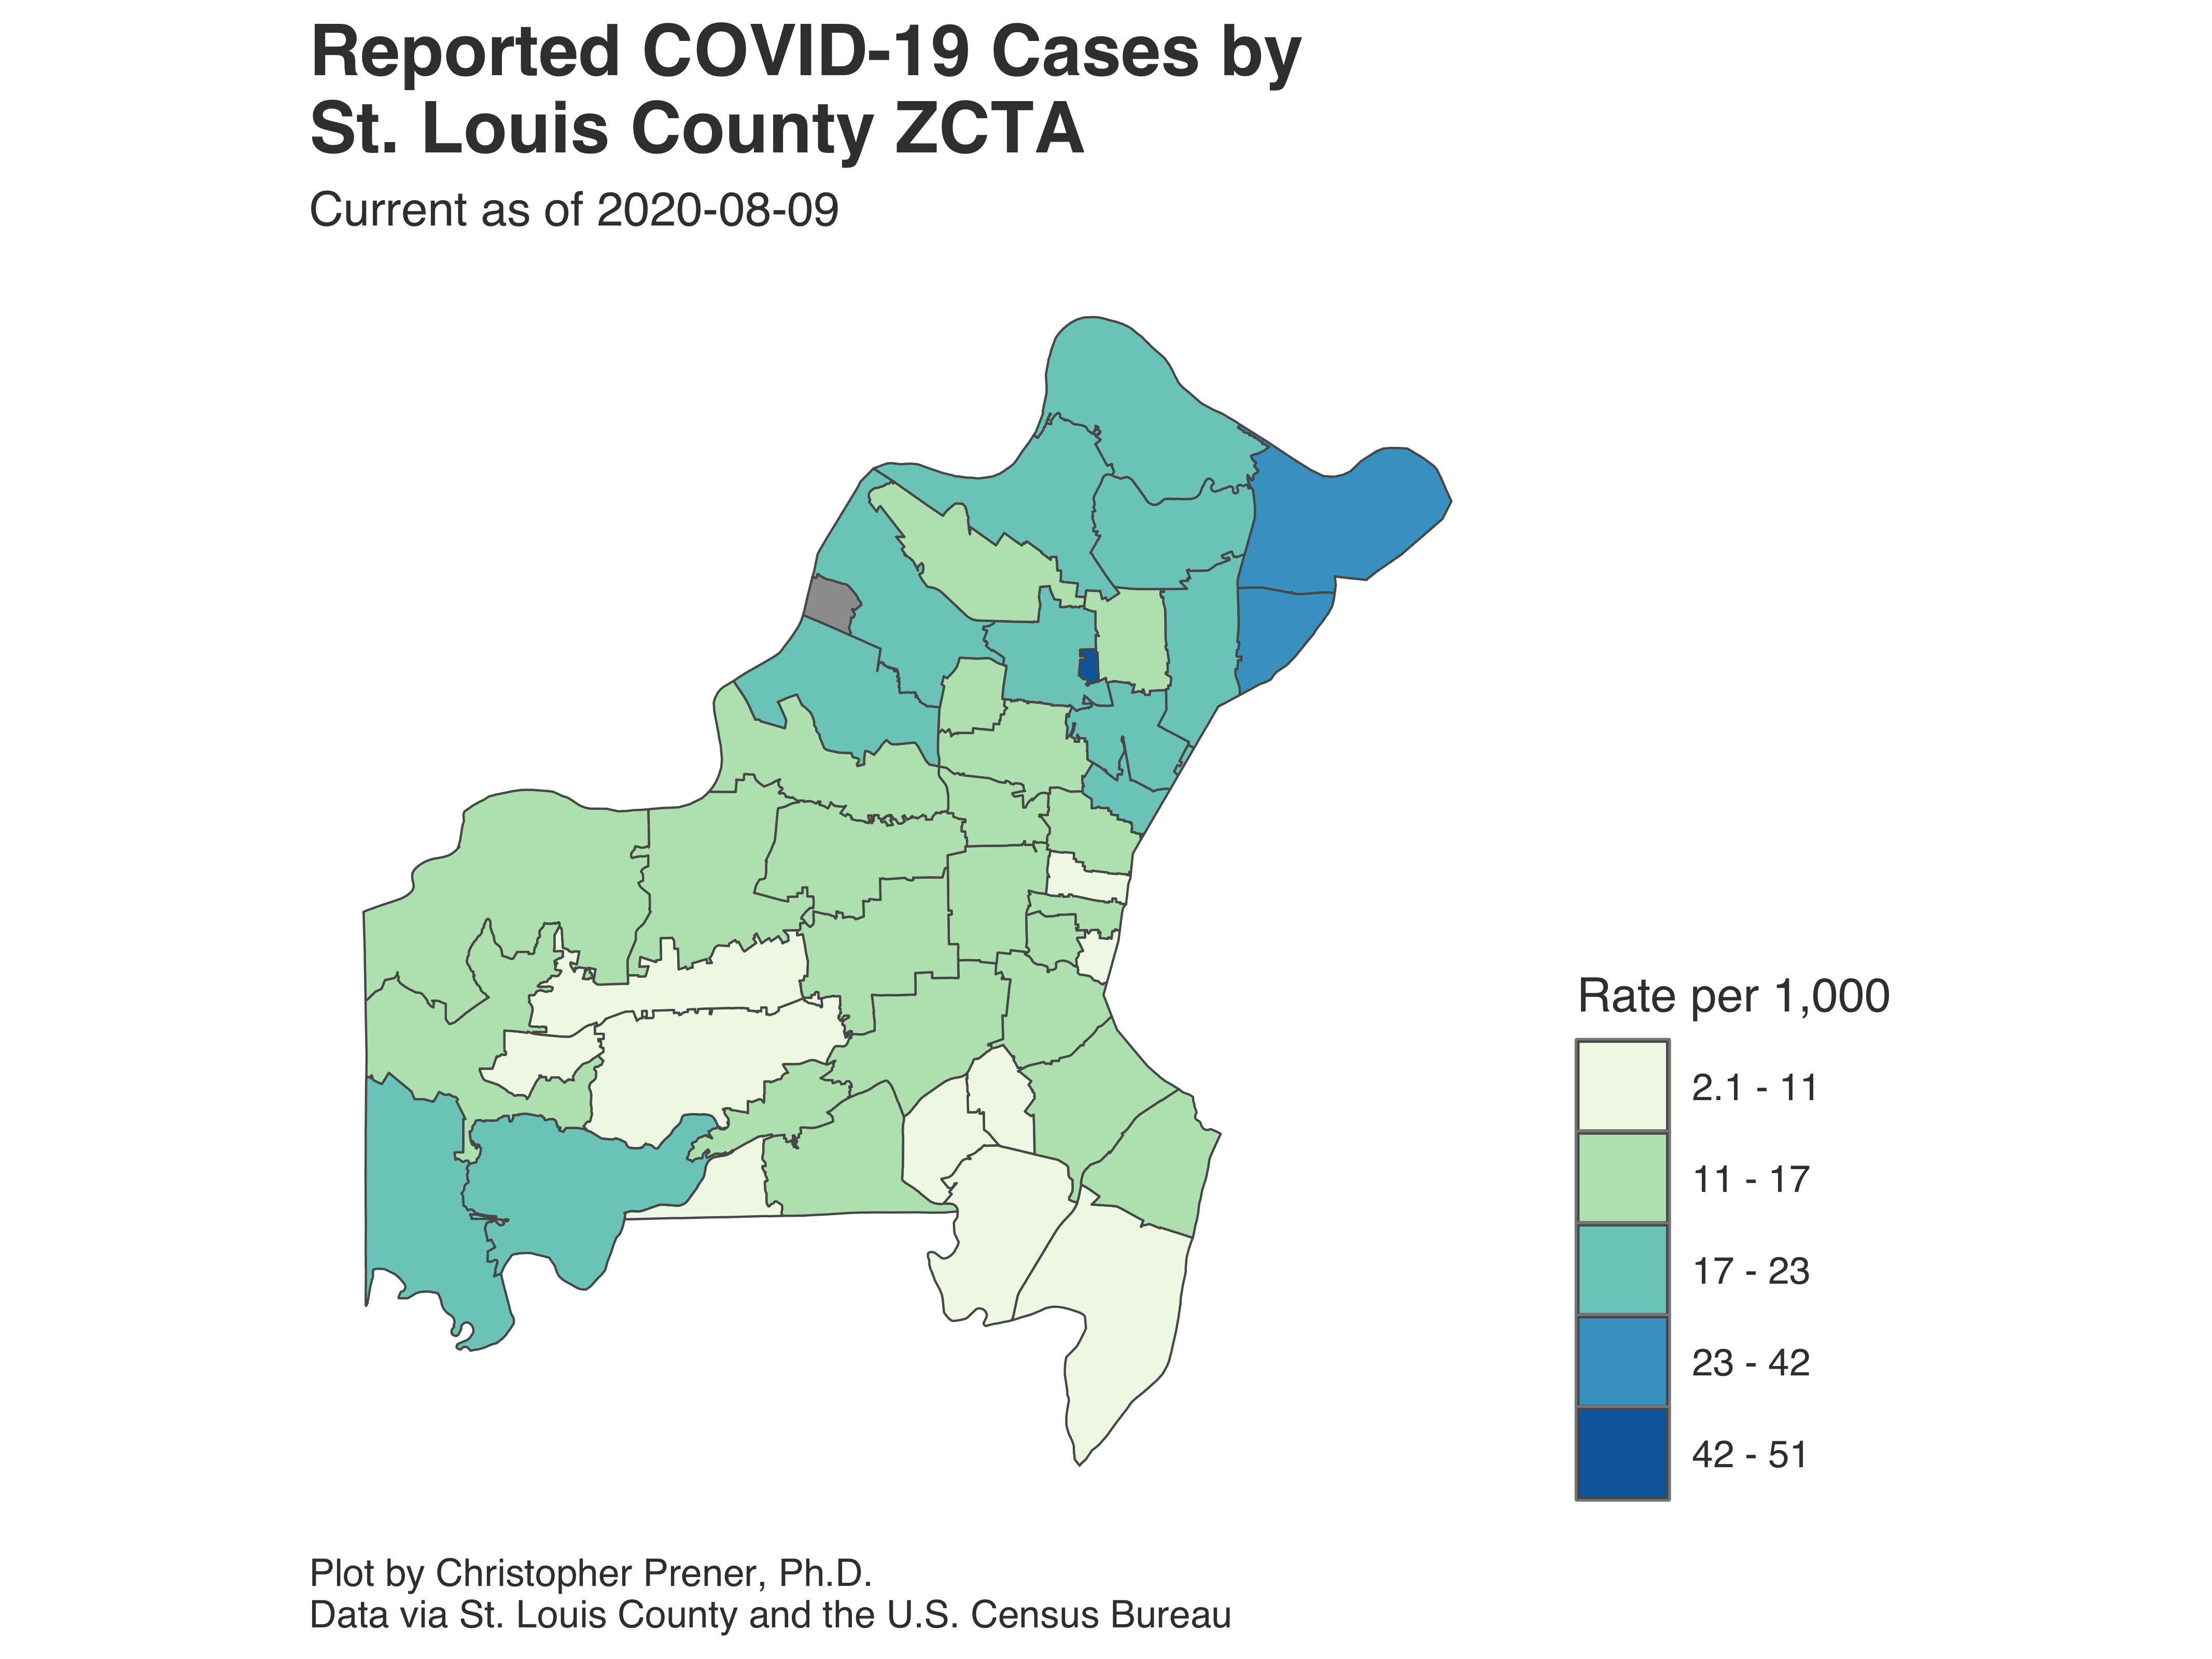 Reported COVID-19 Cases by
St. Louis County ZCTA
Current as of 2020-08-09
Rate per 1,000
2.1 - 11
11 - 17
17 - 23
23 - 42
42 - 51
Plot by Christopher Prener, Ph.D.
Data via St. Louis County and the U.S. Census Bureau